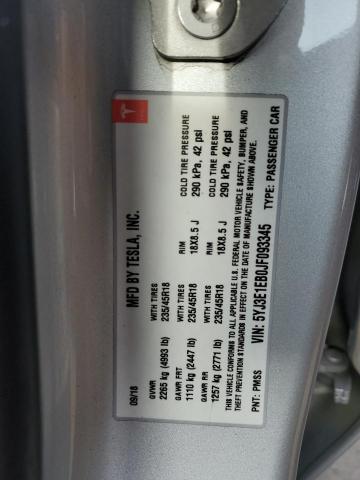 MFD BY TESLA, INC.
09/18
GVWR
2265 kg (4993 lb)
WITH TIRES
235/45R18
RIM
18X8.5 J
COLD TIRE PRESSURE
290 kPa, 42 psi
GAWR FRT
1110 kg (2447 lb)
WITH TIRES
235/45R18
RIM
18X8.5 J
COLD TIRE PRESSURE
290 kPa, 42 psi
GAWR RR
1257 kg (2771 lb)
THIS VEHICLE CONFORMS TO ALL APPLICABLE U.S. FEDERAL MOTOR VEHICLE SAFETY, BUMPER, AND
THEFT PREVENTION STANDARDS IN EFFECT ON THE DATE OF MANUFACTURE SHOWN ABOVE.
VIN: 5YJ3E1EB0JF093345
TYPE: PASSENGER CAR
PNT: PMSS